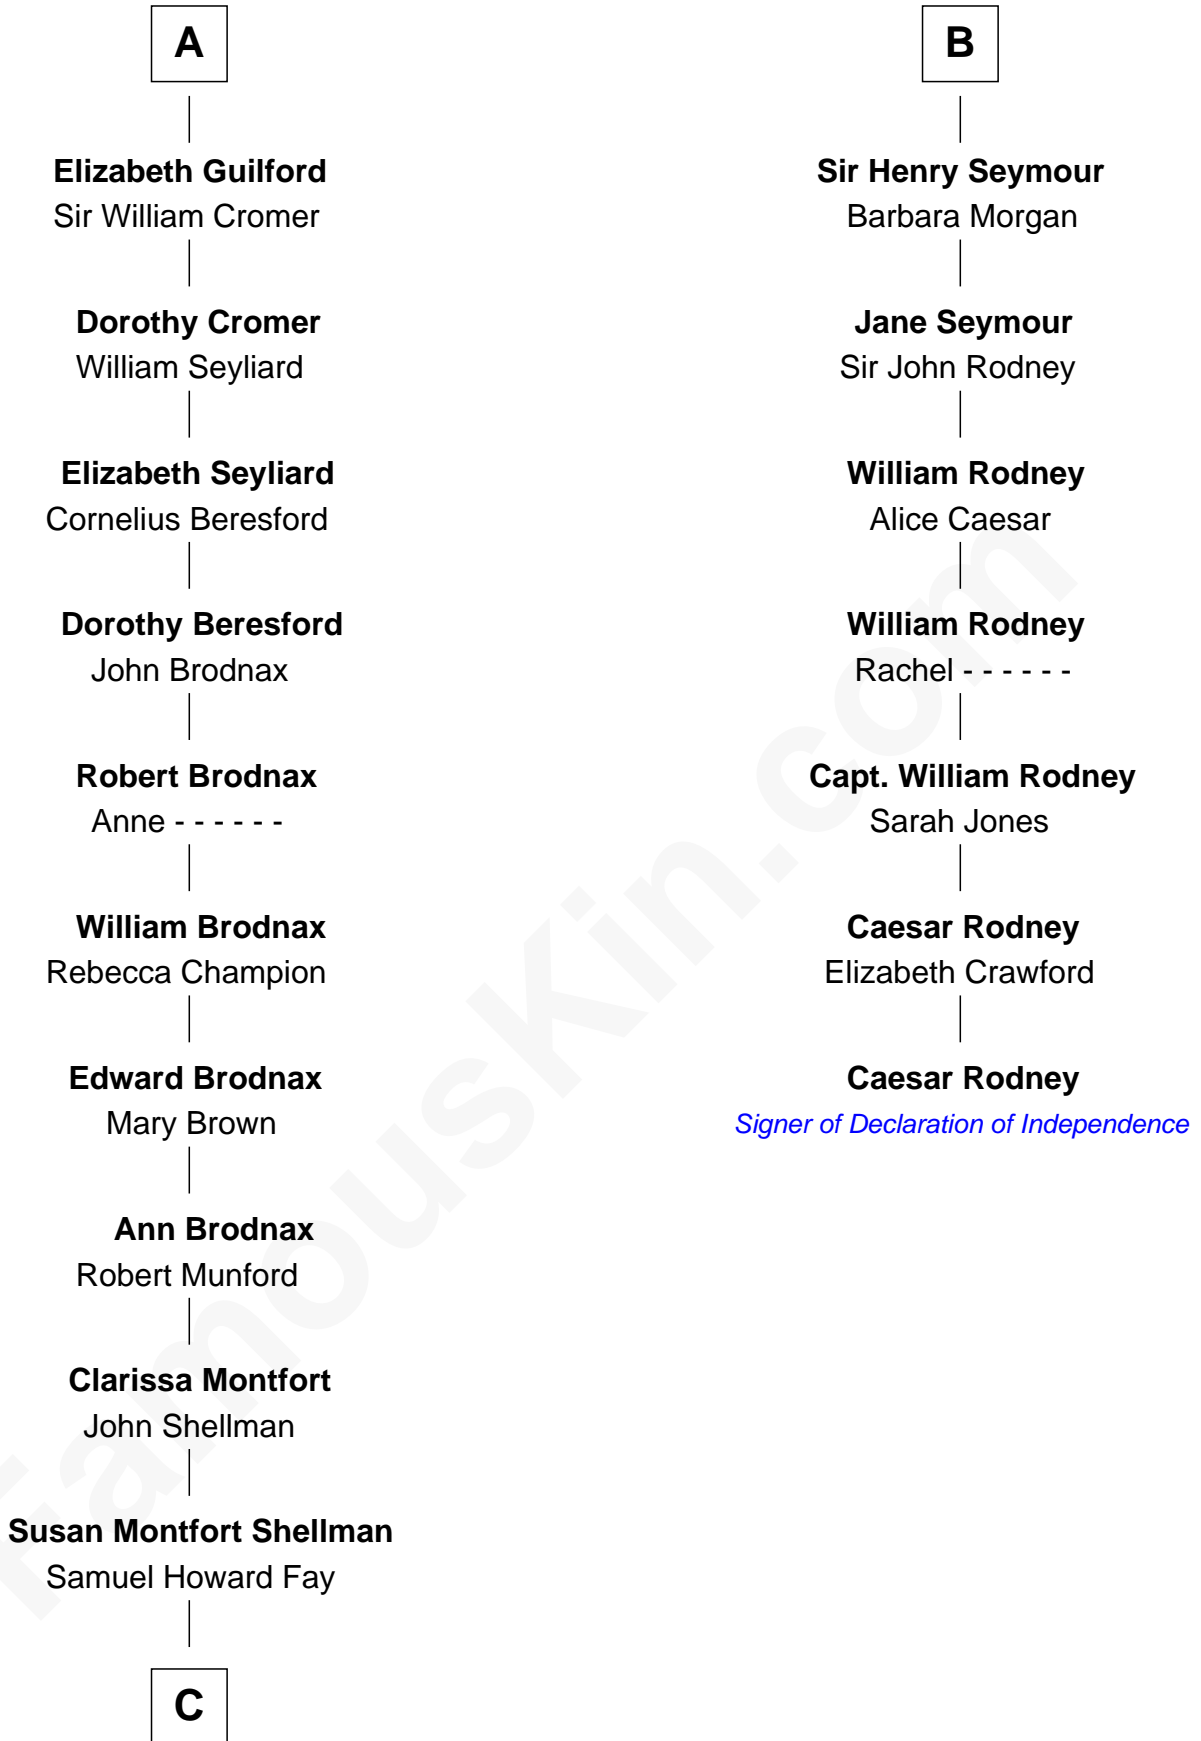 A
Elizabeth Guilford
Sir William Cromer
Dorothy Cromer
William Seyliard
Elizabeth Seyliard
Cornelius Beresford
Dorothy Beresford
John Brodnax
Robert Brodnax
Anne - - - - - -
William Brodnax
Rebecca Champion
Edward Brodnax
Mary Brown
Ann Brodnax
Robert Munford
Clarissa Montfort
John Shellman
Susan Montfort Shellman
Samuel Howard Fay
C
B
Sir Henry Seymour
Barbara Morgan
Jane Seymour
Sir John Rodney
William Rodney
Alice Caesar
William Rodney
Rachel - - - - - -
Capt. William Rodney
Sarah Jones
Caesar Rodney
Elizabeth Crawford
Caesar Rodney
Signer of Declaration of Independence
FamousKin.com